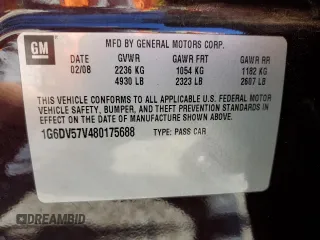 GM
MFD BY GENERAL MOTORS CORP.
DATE GVWR GAWR FRT GAWR RR
02/08 2236 KG 1054 KG 1182 KG
4930 LB 2323 LB 2607 LB
THIS VEHICLE CONFORMS TO ALL APPLICABLE U.S. FEDERAL MOTOR
VEHICLE SAFETY, BUMPER, AND THEFT PREVENTION STANDARDS IN
EFFECT ON THE DATE OF MANUFACTURE SHOWN ABOVE.
1G6DV57V480175688 TYPE: PASS CAR
DREAMBID